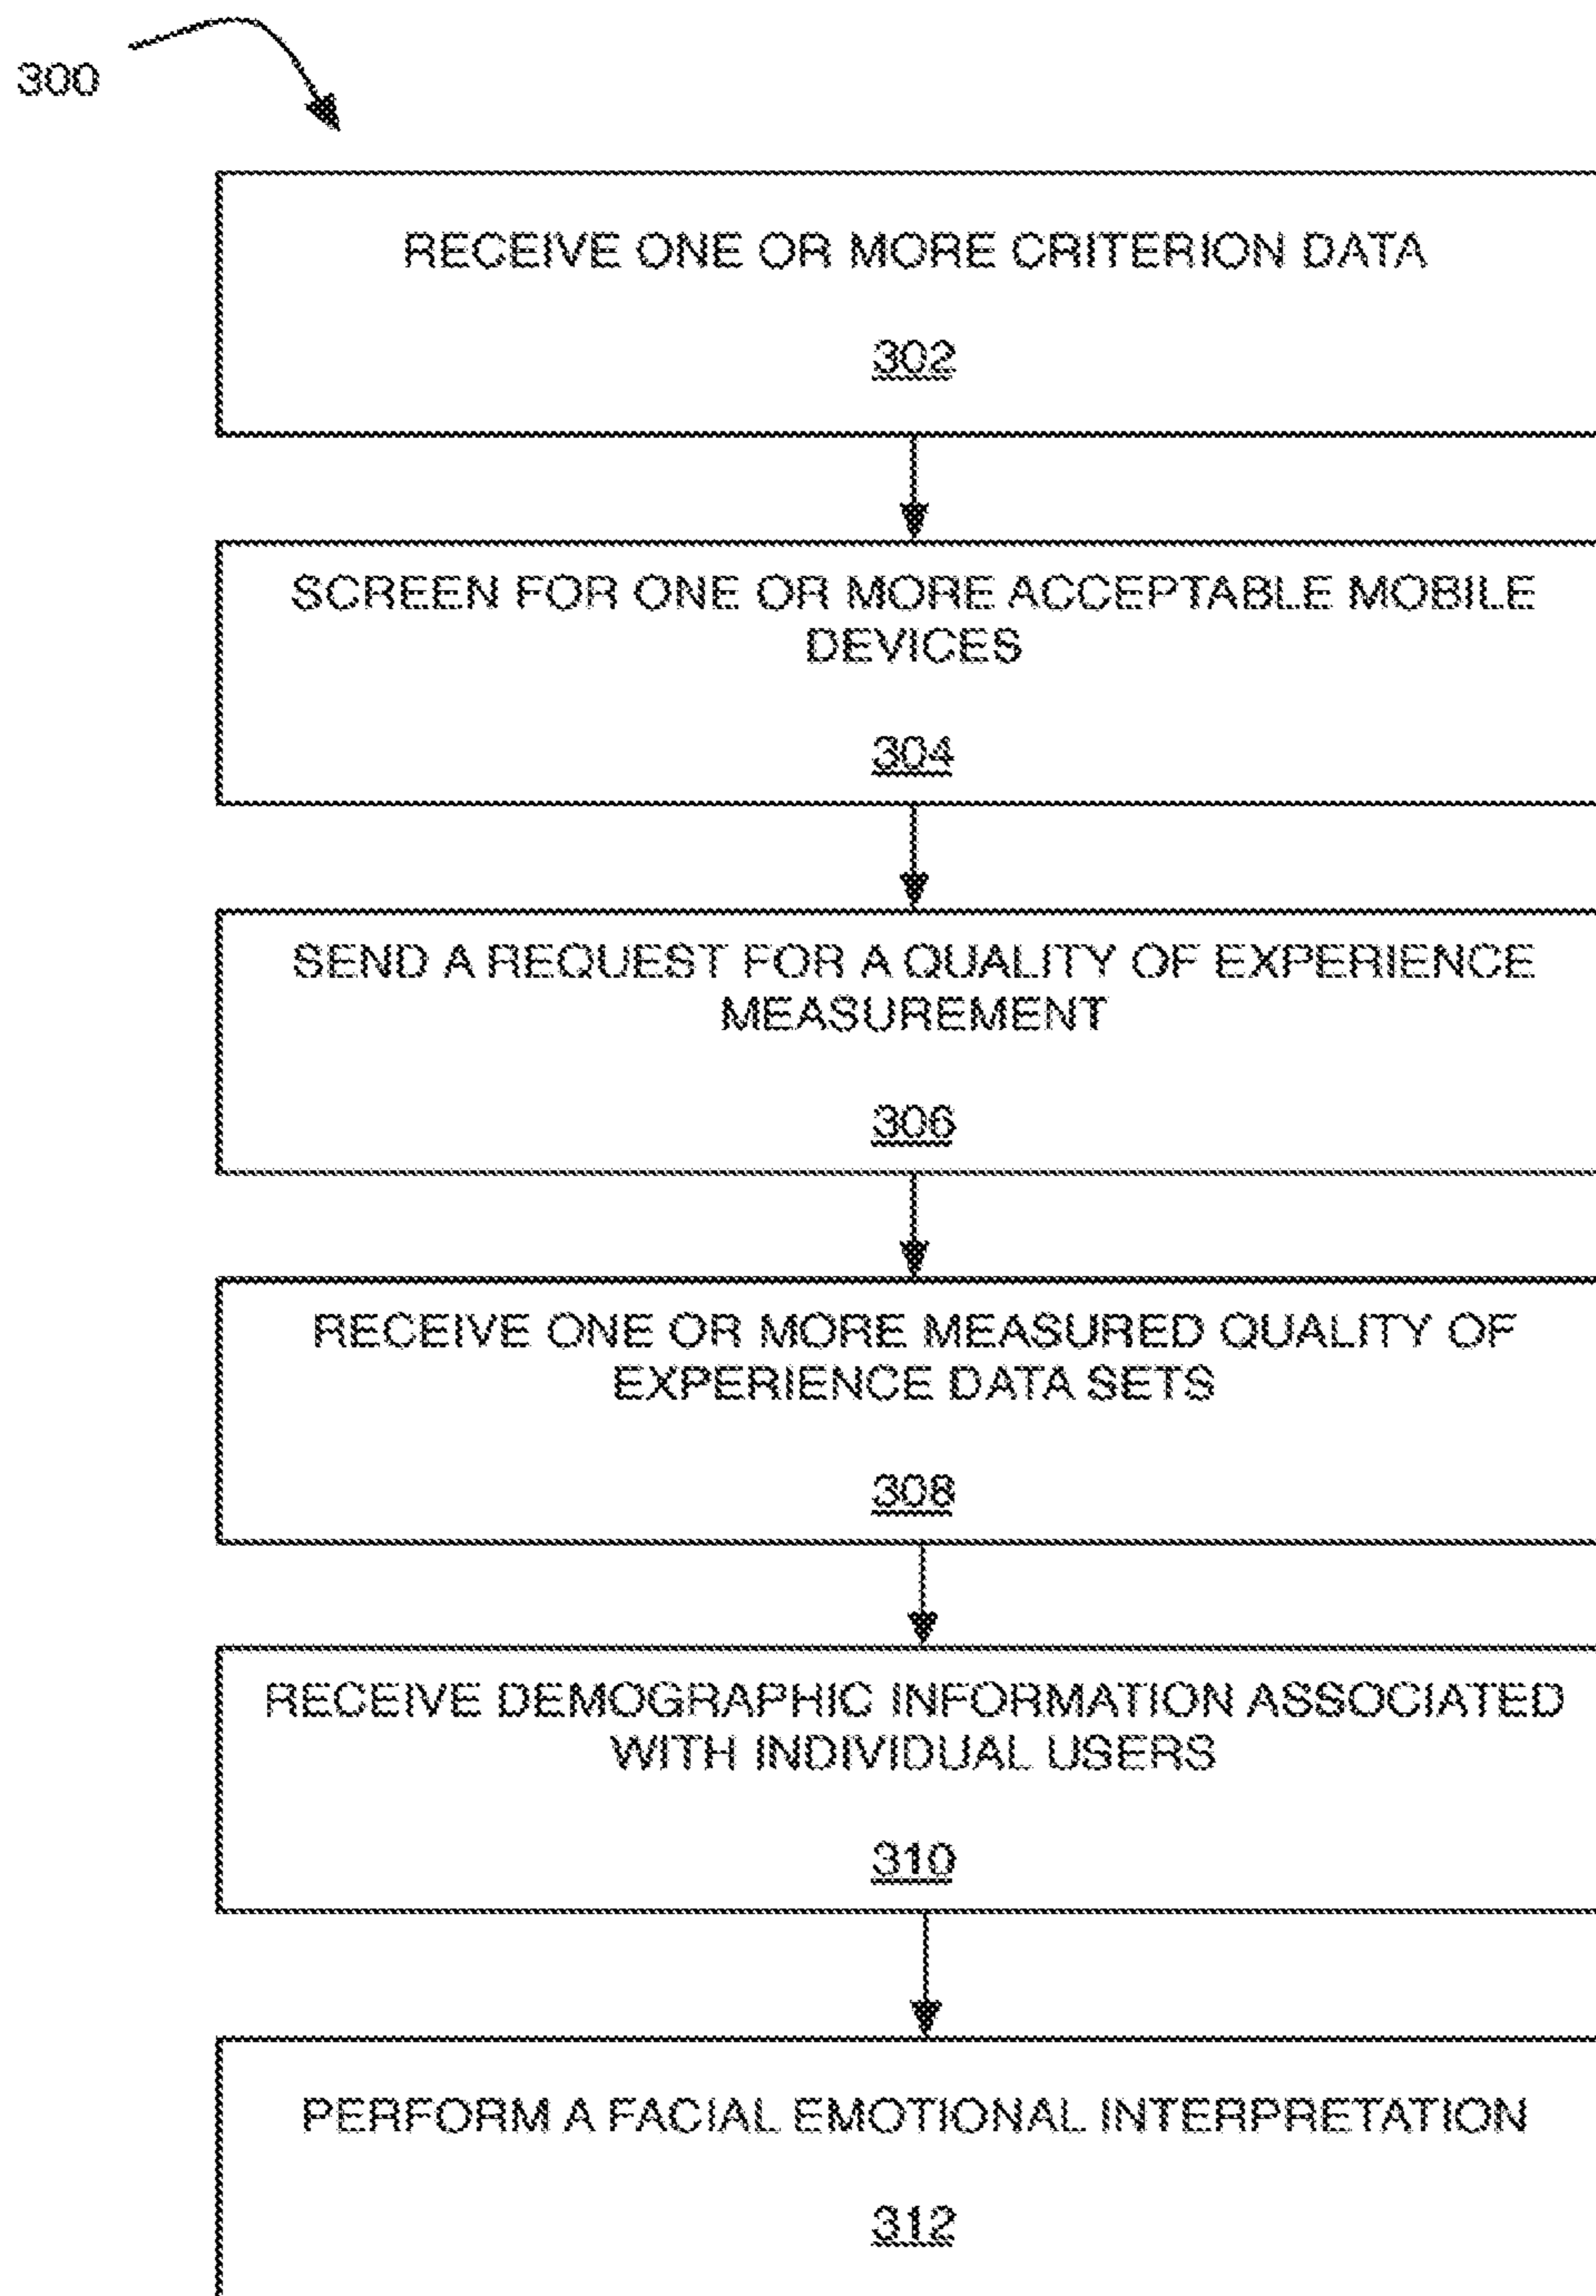 300
RECEIVE ONE OR MORE CRITERION DATA
302
SCREEN FOR ONE OR MORE ACCEPTABLE MOBILE
DEVICES
304
SEND A REQUEST FOR A QUALITY OF EXPERIENCE
MEASUREMENT
306
RECEIVE ONE OR MORE MEASURED QUALITY OF
EXPERIENCE DATA SETS
308
RECEIVE DEMOGRAPHIC INFORMATION ASSOCIATED
WITH INDIVIDUAL USERS
310
PERFORM A FACIAL EMOTIONAL INTERPRETATION
312